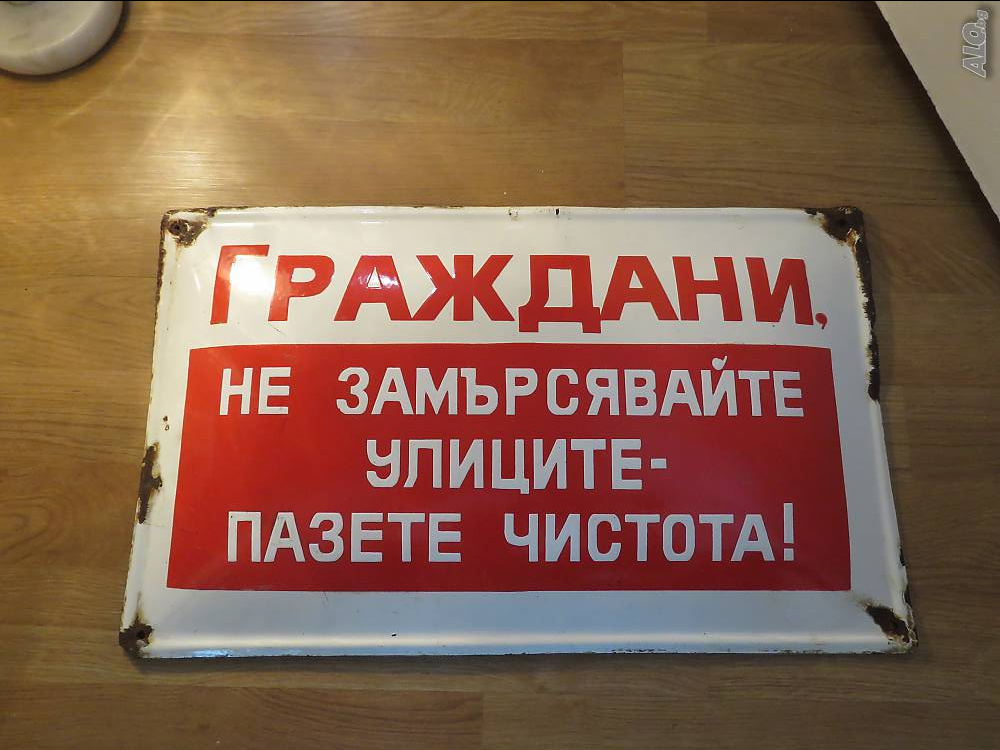 Граждани,
НЕ ЗАМЪРСЯВАЙТЕ
УЛИЦИТЕ-
ПАЗЕТЕ ЧИСТОТА!
ALO.bg